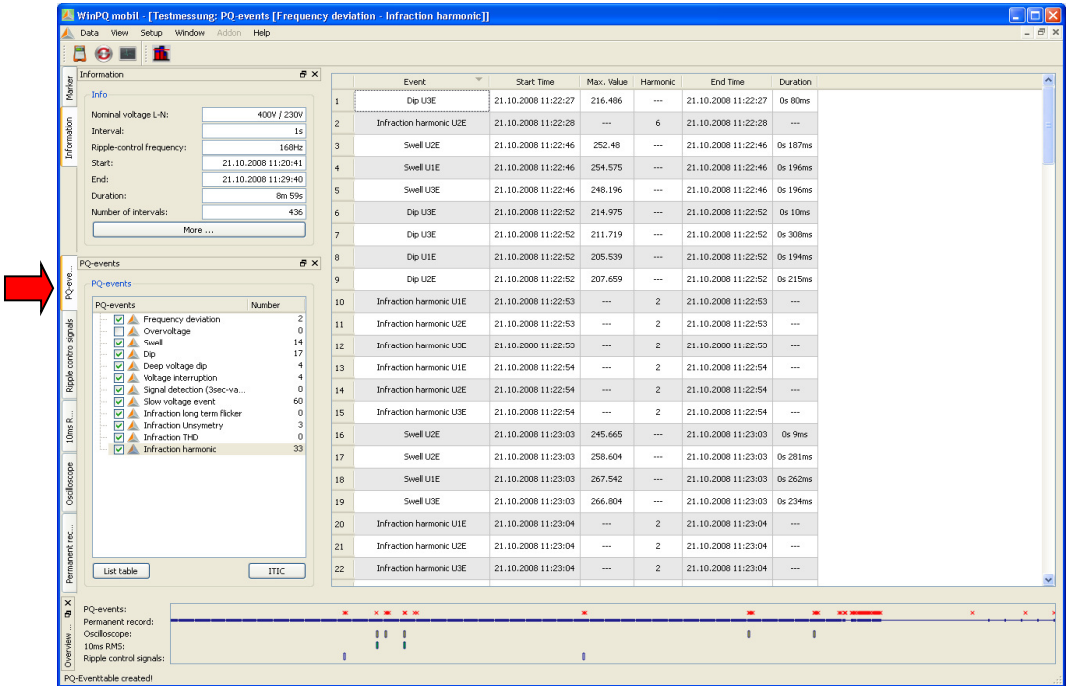 WinPQ mobil - [Testmessung: PQ-events [Frequency deviation - Infraction harmonic]]
Data View Setup Window Addon Help
Marker
Information
PQ-eve...
Ripple contro signals
10ms R...
Oscilloscope
Permanent rec...
Information
Info
Nominal voltage L-N: 400V / 230V
Interval: 1s
Ripple-control frequency: 168Hz
Start: 21.10.2008 11:20:41
End: 21.10.2008 11:29:40
Duration: 8m 59s
Number of intervals: 436
More ...
PQ-events
PQ-events
PQ-events Number
Frequency deviation 2
Overvoltage 0
Swell 14
Dip 17
Deep voltage dip 4
Voltage interruption 4
Signal detection (3sec-va... 0
Slow voltage event 60
Infraction long term flicker 0
Infraction Unsymetry 3
Infraction THD 0
Infraction harmonic 33
List table ITIC
Event Start Time Max. Value Harmonic End Time Duration
1 Dip U3E 21.10.2008 11:22:27 216.486 --- 21.10.2008 11:22:27 0s 80ms
2 Infraction harmonic U2E 21.10.2008 11:22:28 --- 6 21.10.2008 11:22:28 ---
3 Swell U2E 21.10.2008 11:22:46 252.48 --- 21.10.2008 11:22:46 0s 187ms
4 Swell U1E 21.10.2008 11:22:46 254.575 --- 21.10.2008 11:22:46 0s 196ms
5 Swell U3E 21.10.2008 11:22:46 248.196 --- 21.10.2008 11:22:46 0s 196ms
6 Dip U3E 21.10.2008 11:22:52 214.975 --- 21.10.2008 11:22:52 0s 10ms
7 Dip U3E 21.10.2008 11:22:52 211.719 --- 21.10.2008 11:22:52 0s 308ms
8 Dip U1E 21.10.2008 11:22:52 205.539 --- 21.10.2008 11:22:52 0s 194ms
9 Dip U2E 21.10.2008 11:22:52 207.659 --- 21.10.2008 11:22:52 0s 215ms
10 Infraction harmonic U1E 21.10.2008 11:22:53 --- 2 21.10.2008 11:22:53 ---
11 Infraction harmonic U2E 21.10.2008 11:22:53 --- 2 21.10.2008 11:22:53 ---
12 Infraction harmonic U3E 21.10.2008 11:22:53 --- 2 21.10.2008 11:22:53 ---
13 Infraction harmonic U1E 21.10.2008 11:22:54 --- 2 21.10.2008 11:22:54 ---
14 Infraction harmonic U2E 21.10.2008 11:22:54 --- 2 21.10.2008 11:22:54 ---
15 Infraction harmonic U3E 21.10.2008 11:22:54 --- 2 21.10.2008 11:22:54 ---
16 Swell U2E 21.10.2008 11:23:03 245.665 --- 21.10.2008 11:23:03 0s 9ms
17 Swell U2E 21.10.2008 11:23:03 258.604 --- 21.10.2008 11:23:03 0s 281ms
18 Swell U1E 21.10.2008 11:23:03 267.542 --- 21.10.2008 11:23:03 0s 262ms
19 Swell U3E 21.10.2008 11:23:03 266.804 --- 21.10.2008 11:23:03 0s 234ms
20 Infraction harmonic U1E 21.10.2008 11:23:04 --- 2 21.10.2008 11:23:04 ---
21 Infraction harmonic U2E 21.10.2008 11:23:04 --- 2 21.10.2008 11:23:04 ---
22 Infraction harmonic U3E 21.10.2008 11:23:04 --- 2 21.10.2008 11:23:04 ---
Overview ...
PQ-events:
Permanent record:
Oscilloscope:
10ms RMS:
Ripple control signals:
PQ-Eventtable created!